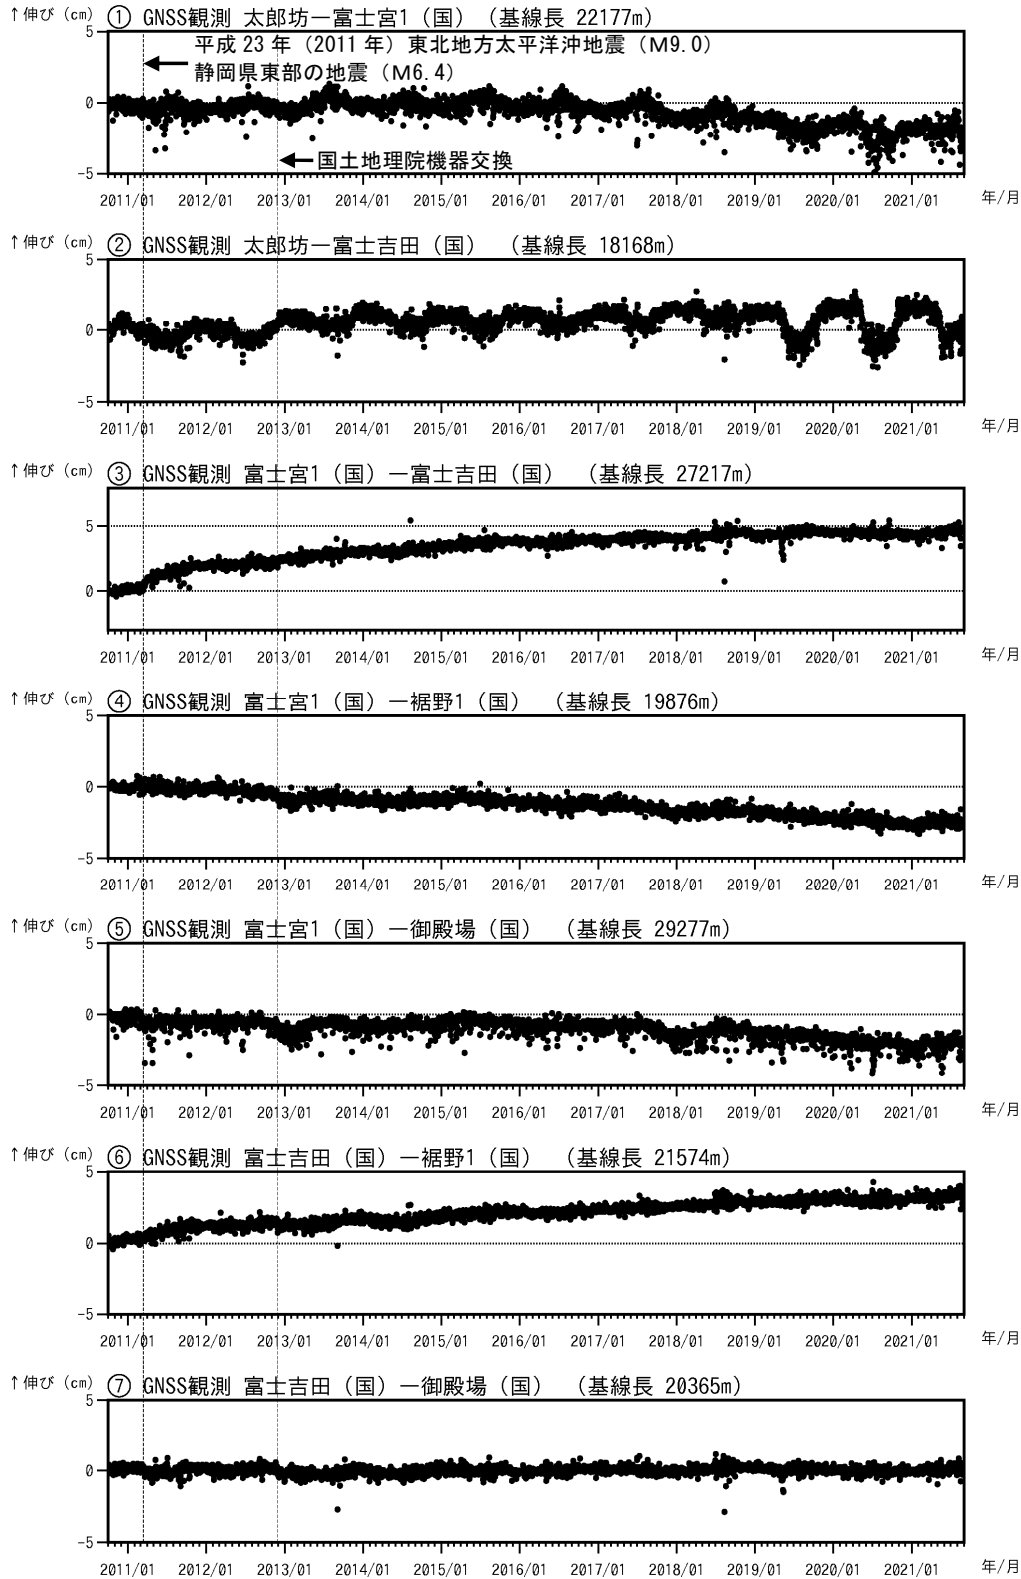 ↑伸び（cm） ① GNSS観測 太郎坊－富士宮1（国）（基線長 22177m）
5
平成 23 年（2011 年）東北地方太平洋沖地震（M9.0）
静岡県東部の地震（M6.4）
0
国土地理院機器交換
-5
2011/01 2012/01 2013/01 2014/01 2015/01 2016/01 2017/01 2018/01 2019/01 2020/01 2021/01 年/月
↑伸び（cm） ② GNSS観測 太郎坊－富士吉田（国） （基線長 18168m）
5
0
-5
2011/01 2012/01 2013/01 2014/01 2015/01 2016/01 2017/01 2018/01 2019/01 2020/01 2021/01 年/月
↑伸び（cm） ③ GNSS観測 富士宮1（国）－富士吉田（国） （基線長 27217m）
5
0
2011/01 2012/01 2013/01 2014/01 2015/01 2016/01 2017/01 2018/01 2019/01 2020/01 2021/01 年/月
↑伸び（cm） ④ GNSS観測 富士宮1（国）－裾野1（国） （基線長 19876m）
5
0
-5
2011/01 2012/01 2013/01 2014/01 2015/01 2016/01 2017/01 2018/01 2019/01 2020/01 2021/01 年/月
↑伸び（cm） ⑤ GNSS観測 富士宮1（国）－御殿場（国） （基線長 29277m）
5
0
-5
2011/01 2012/01 2013/01 2014/01 2015/01 2016/01 2017/01 2018/01 2019/01 2020/01 2021/01 年/月
↑伸び（cm） ⑥ GNSS観測 富士吉田（国）－裾野1（国） （基線長 21574m）
5
0
-5
2011/01 2012/01 2013/01 2014/01 2015/01 2016/01 2017/01 2018/01 2019/01 2020/01 2021/01 年/月
↑伸び（cm） ⑦ GNSS観測 富士吉田（国）－御殿場（国） （基線長 20365m）
5
0
-5
2011/01 2012/01 2013/01 2014/01 2015/01 2016/01 2017/01 2018/01 2019/01 2020/01 2021/01 年/月